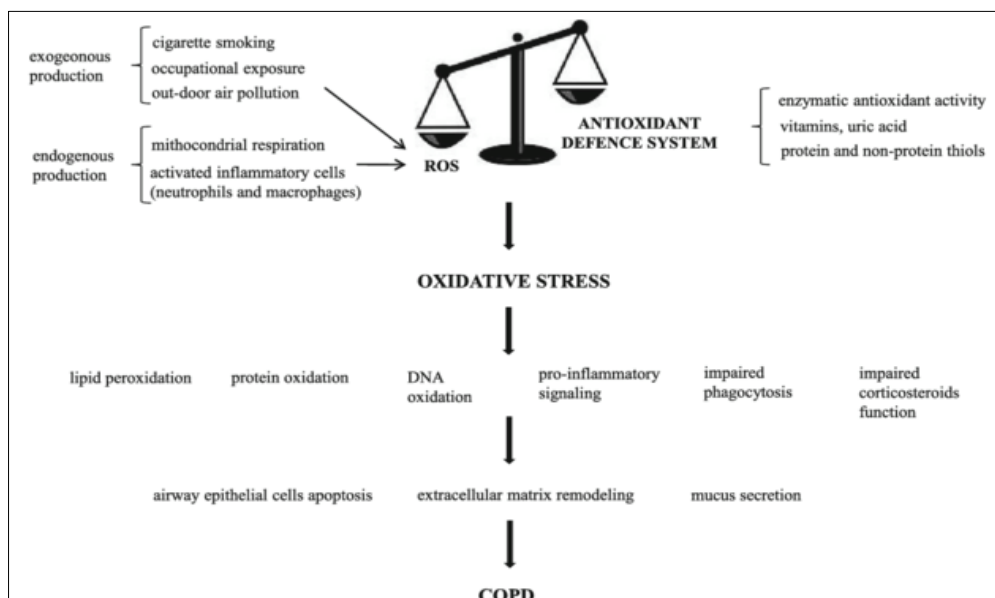 exogeonous
production
cigarette smoking
occupational exposure
out-door air pollution
endogenous
production
mithocondrial respiration
activated inflammatory cells
(neutrophils and macrophages)
ROS
ANTIOXIDANT
DEFENCE SYSTEM
enzymatic antioxidant activity
vitamins, uric acid
protein and non-protein thiols
OXIDATIVE STRESS
lipid peroxidation
protein oxidation
DNA
oxidation
pro-inflammatory
signaling
impaired
phagocytosis
impaired
corticosteroids
function
airway epithelial cells apoptosis
extracellular matrix remodeling
mucus secretion
COPD